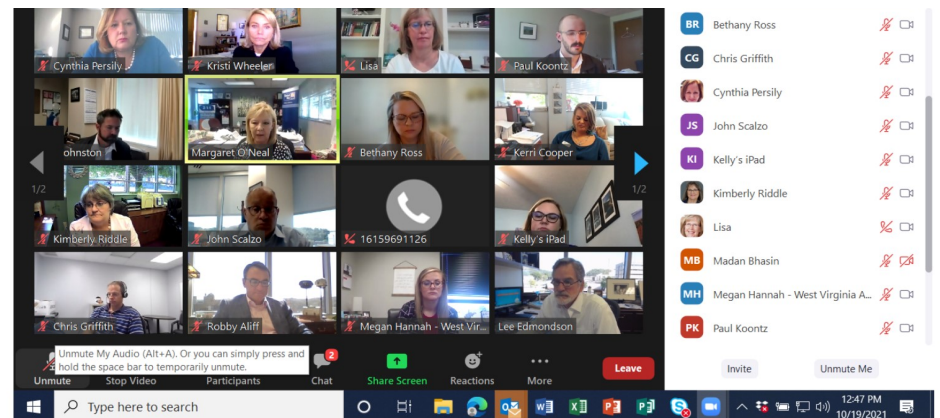 Cynthia Persily
Kristi Wheeler
Lisa
Paul Koontz
ohnston
Margaret O'Neal
Bethany Ross
Kerri Cooper
1/2
1/2
Kimberly Riddle
John Scalzo
16159691126
Kelly's iPad
Chris Griffith
Robby Aliff
Megan Hannah - West Vir...
Lee Edmondson
Unmute My Audio (Alt+A). Or you can simply press and
hold the space bar to temporarily unmute.
2
Unmute
Stop Video
Participants
Chat
Share Screen
Reactions
More
Leave
BR Bethany Ross
CG Chris Griffith
Cynthia Persily
JS John Scalzo
KI Kelly's iPad
Kimberly Riddle
Lisa
MB Madan Bhasin
MH Megan Hannah - West Virginia A...
PK Paul Koontz
Invite
Unmute Me
Type here to search
12:47 PM
10/19/2021